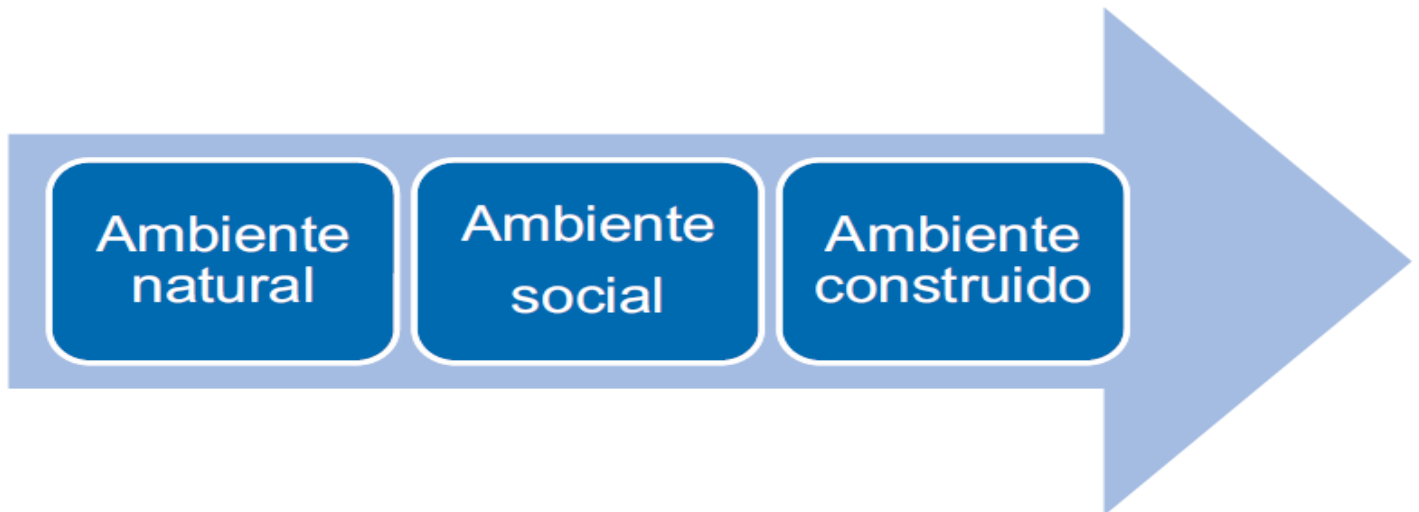 Ambiente
natural
Ambiente
social
Ambiente
construido